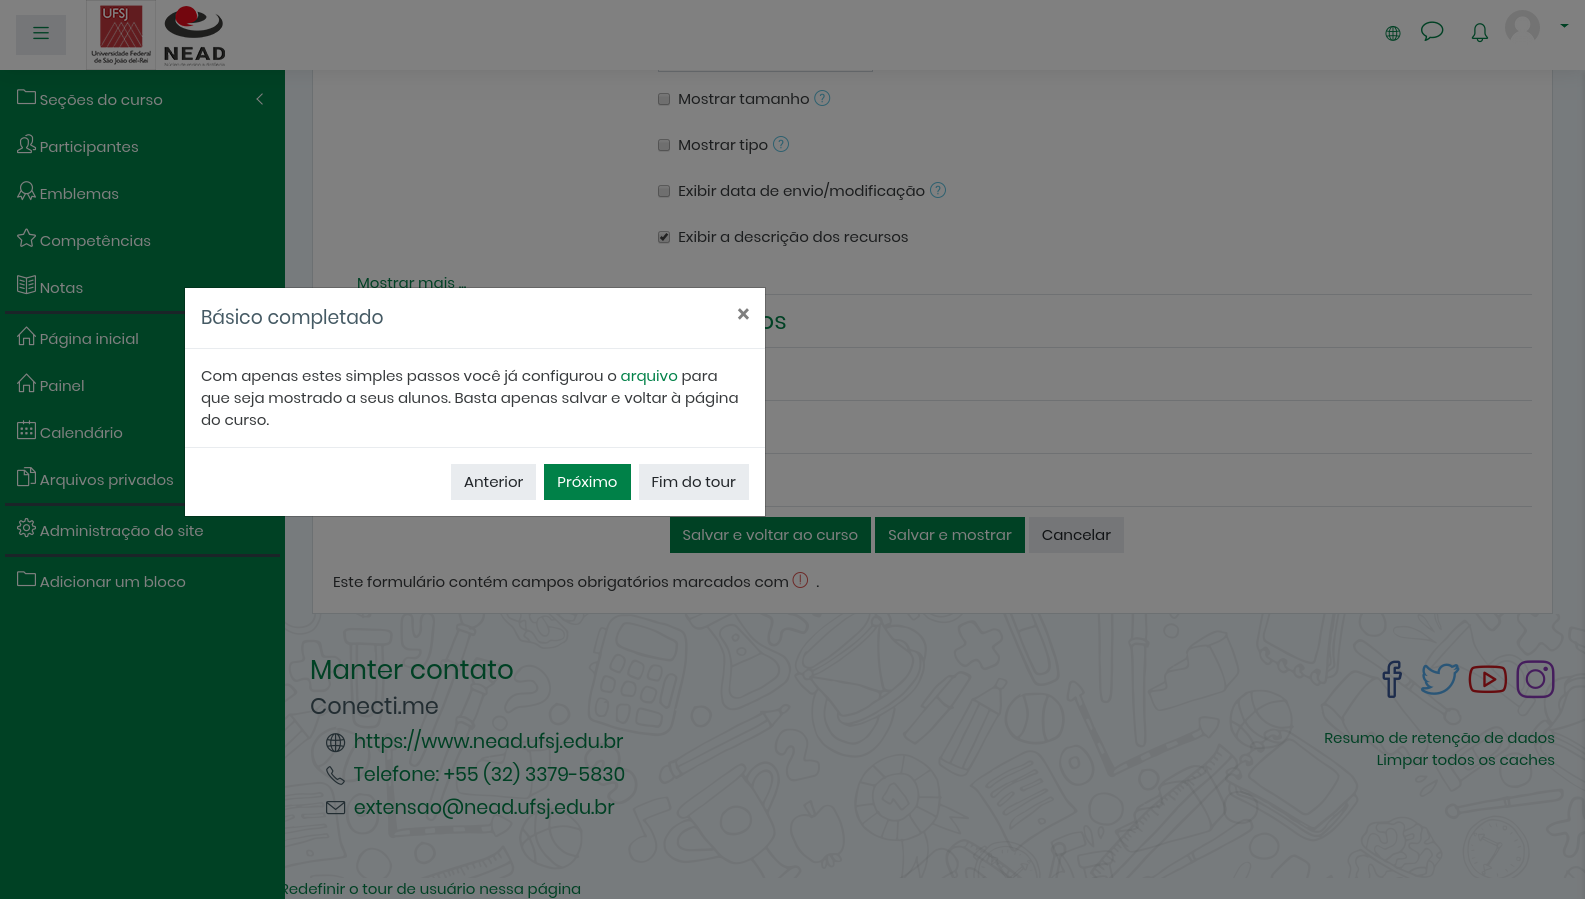 UFSJ
Universidade Federal
de São João del-Rei
NEAD
Seções do curso
Participantes
Emblemas
Competências
Notas
Página inicial
Painel
Calendário
Arquivos privados
Administração do site
Adicionar um bloco
Mostrar tamanho
Mostrar tipo
Exibir data de envio/modificação
Exibir a descrição dos recursos
Mostrar mais ...
os
Básico completado ×
Com apenas estes simples passos você já configurou o arquivo para
que seja mostrado a seus alunos. Basta apenas salvar e voltar à página
do curso.
Anterior Próximo Fim do tour
Salvar e voltar ao curso Salvar e mostrar Cancelar
Este formulário contém campos obrigatórios marcados com .
Manter contato
Conecti.me
https://www.nead.ufsj.edu.br
Telefone: +55 (32) 3379-5830
extensao@nead.ufsj.edu.br
Resumo de retenção de dados
Limpar todos os caches
Redefinir o tour de usuário nessa página